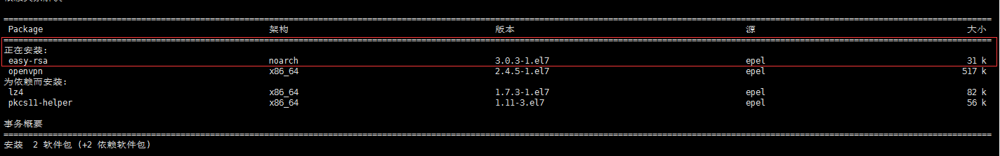 Package 架构 版本 源 大小
正在安装:
easy-rsa noarch 3.0.3-1.el7 epel 31 k
openvpn x86_64 2.4.5-1.el7 epel 517 k
为依赖而安装:
lz4 x86_64 1.7.3-1.el7 epel 82 k
pkcs11-helper x86_64 1.11-3.el7 epel 56 k
事务概要
安装 2 软件包 (+2 依赖软件包)